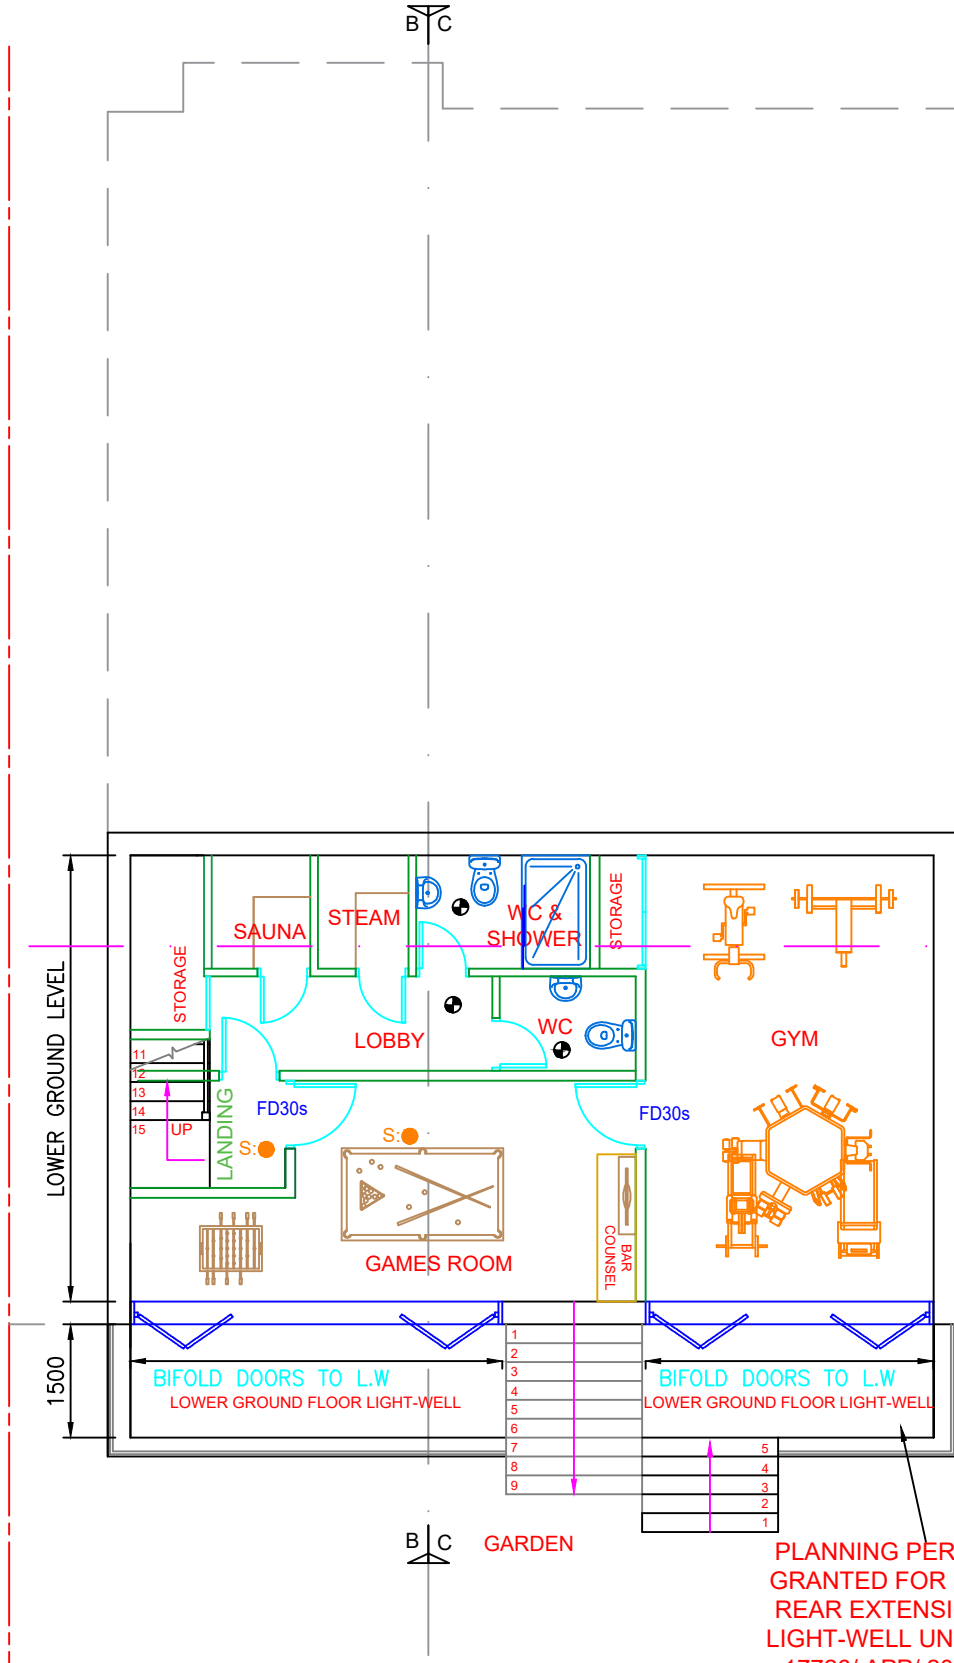 B C
SAUNA
STEAM
WC &
SHOWER
STORAGE
STORAGE
LOBBY
WC
GYM
LOWER GROUND LEVEL
11
12
13
14
15
UP
LANDING
FD30s
FD30s
S:
S:
GAMES ROOM
BAR
COUNSEL
1500
1
2
3
4
5
6
7
8
9
BIFOLD DOORS TO L.W
LOWER GROUND FLOOR LIGHT-WELL
BIFOLD DOORS TO L.W
LOWER GROUND FLOOR LIGHT-WELL
5
4
3
2
1
B C
GARDEN
PLANNING PER
GRANTED FOR
REAR EXTENSI
LIGHT-WELL UN